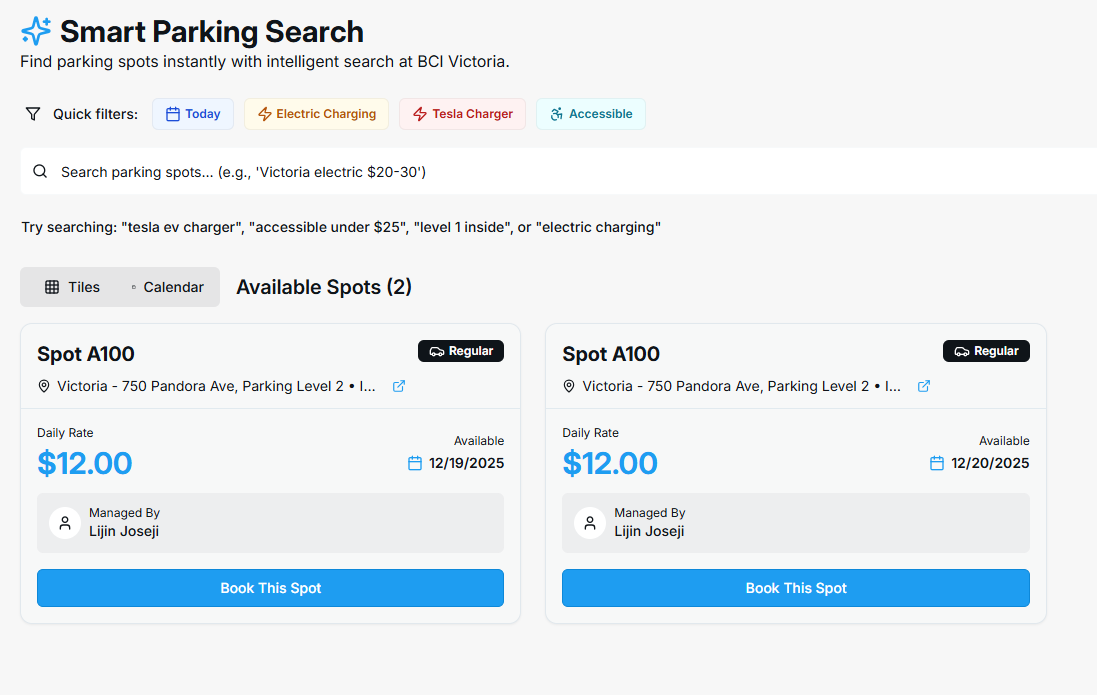 Smart Parking Search
Find parking spots instantly with intelligent search at BCI Victoria.
Quick filters: Today Electric Charging Tesla Charger Accessible
Search parking spots... (e.g., 'Victoria electric $20-30')
Try searching: "tesla ev charger", "accessible under $25", "level 1 inside", or "electric charging"
Tiles Calendar Available Spots (2)
Spot A100 Regular
Victoria - 750 Pandora Ave, Parking Level 2 • I...
Daily Rate
Available
$12.00
12/19/2025
Managed By
Lijin Joseji
Book This Spot
Spot A100 Regular
Victoria - 750 Pandora Ave, Parking Level 2 • I...
Daily Rate
Available
$12.00
12/20/2025
Managed By
Lijin Joseji
Book This Spot